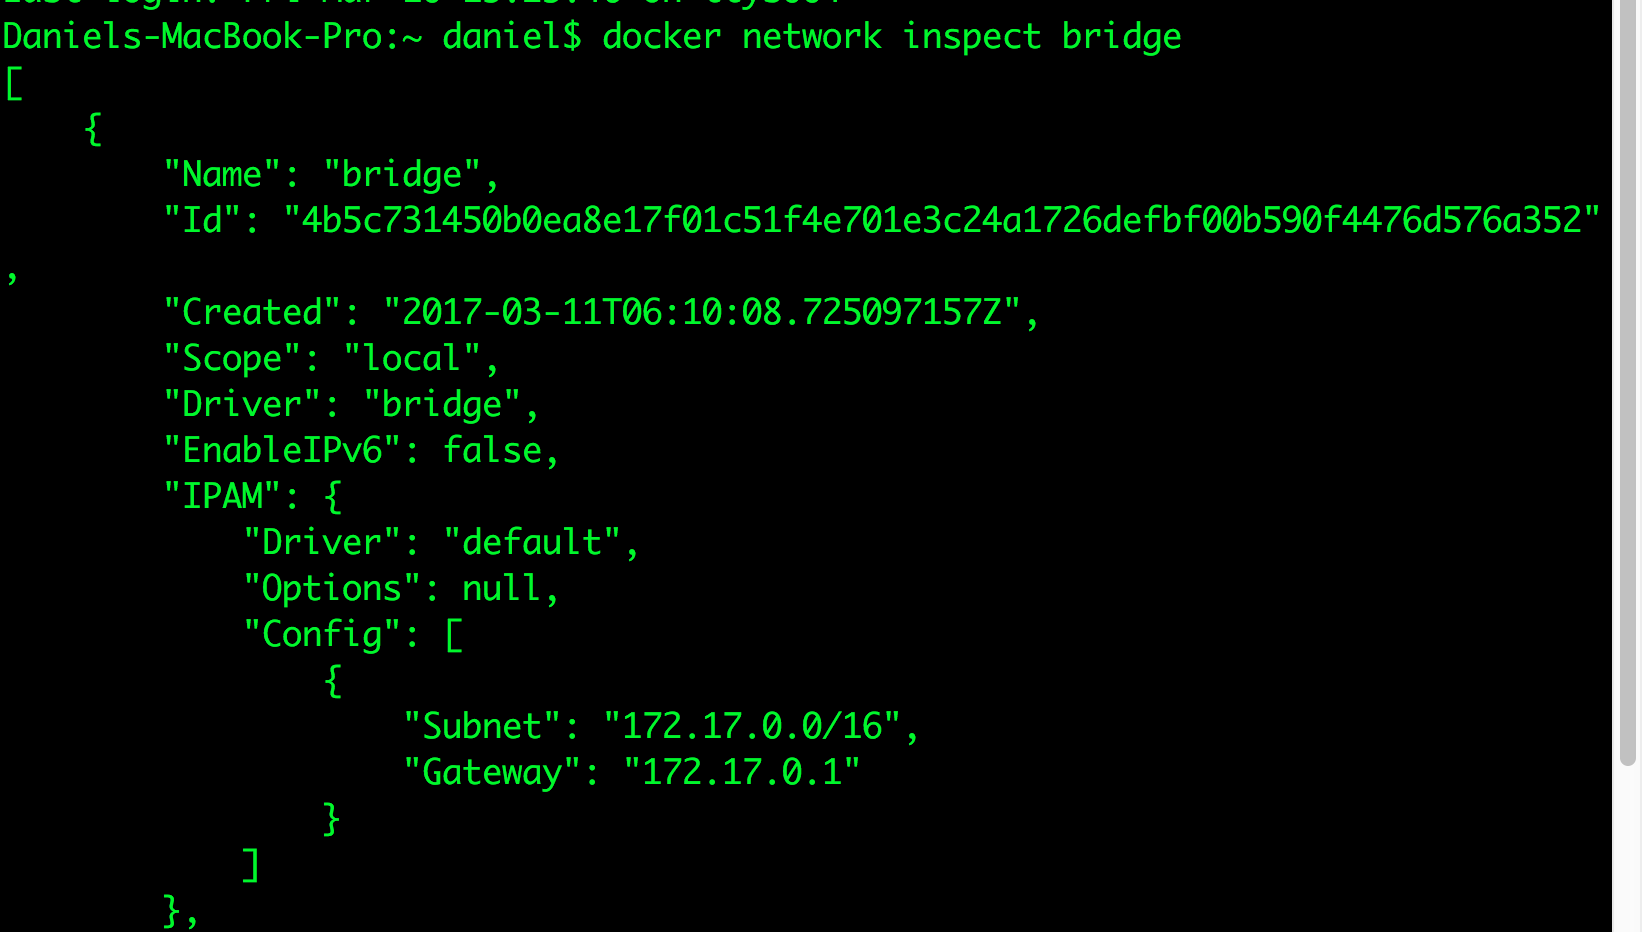 Daniels-MacBook-Pro:~ daniel$ docker network inspect bridge
[
    {
        "Name": "bridge",
        "Id": "4b5c731450b0ea8e17f01c51f4e701e3c24a1726defbf00b590f4476d576a352"
,
        "Created": "2017-03-11T06:10:08.725097157Z",
        "Scope": "local",
        "Driver": "bridge",
        "EnableIPv6": false,
        "IPAM": {
            "Driver": "default",
            "Options": null,
            "Config": [
                {
                    "Subnet": "172.17.0.0/16",
                    "Gateway": "172.17.0.1"
                }
            ]
        },